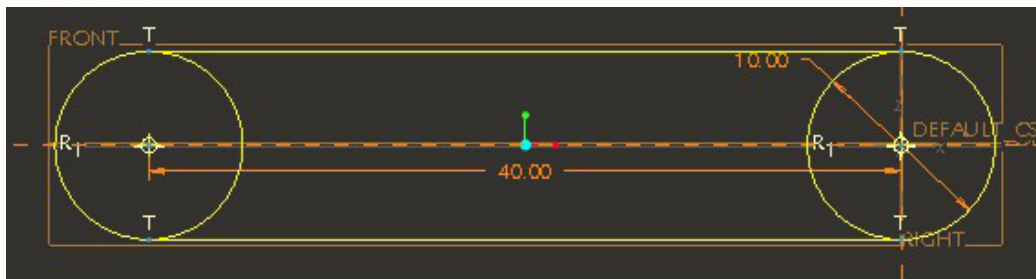 FRONT
T
T
10.00
R1
R1
DEFAULT_CS
Z
X
40.00
T
T
RIGHT